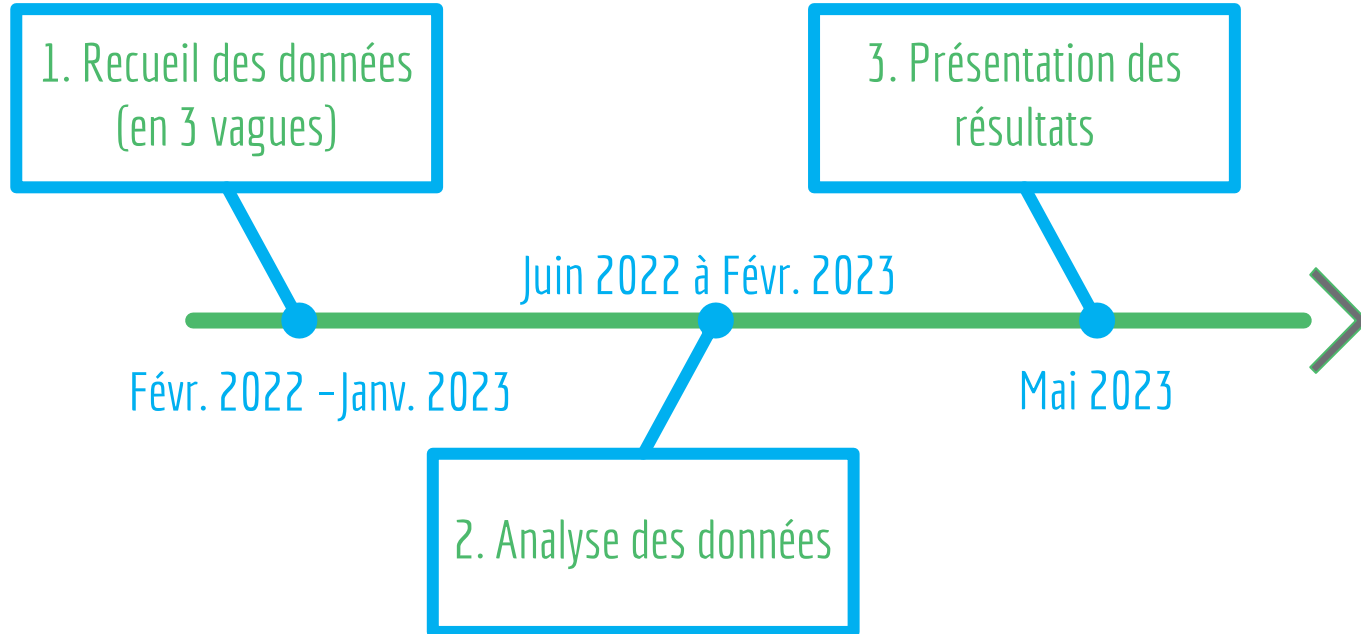 1. Recueil des données
(en 3 vagues)
3. Présentation des
résultats
Juin 2022 à Févr. 2023
Févr. 2022 –Janv. 2023
Mai 2023
2. Analyse des données